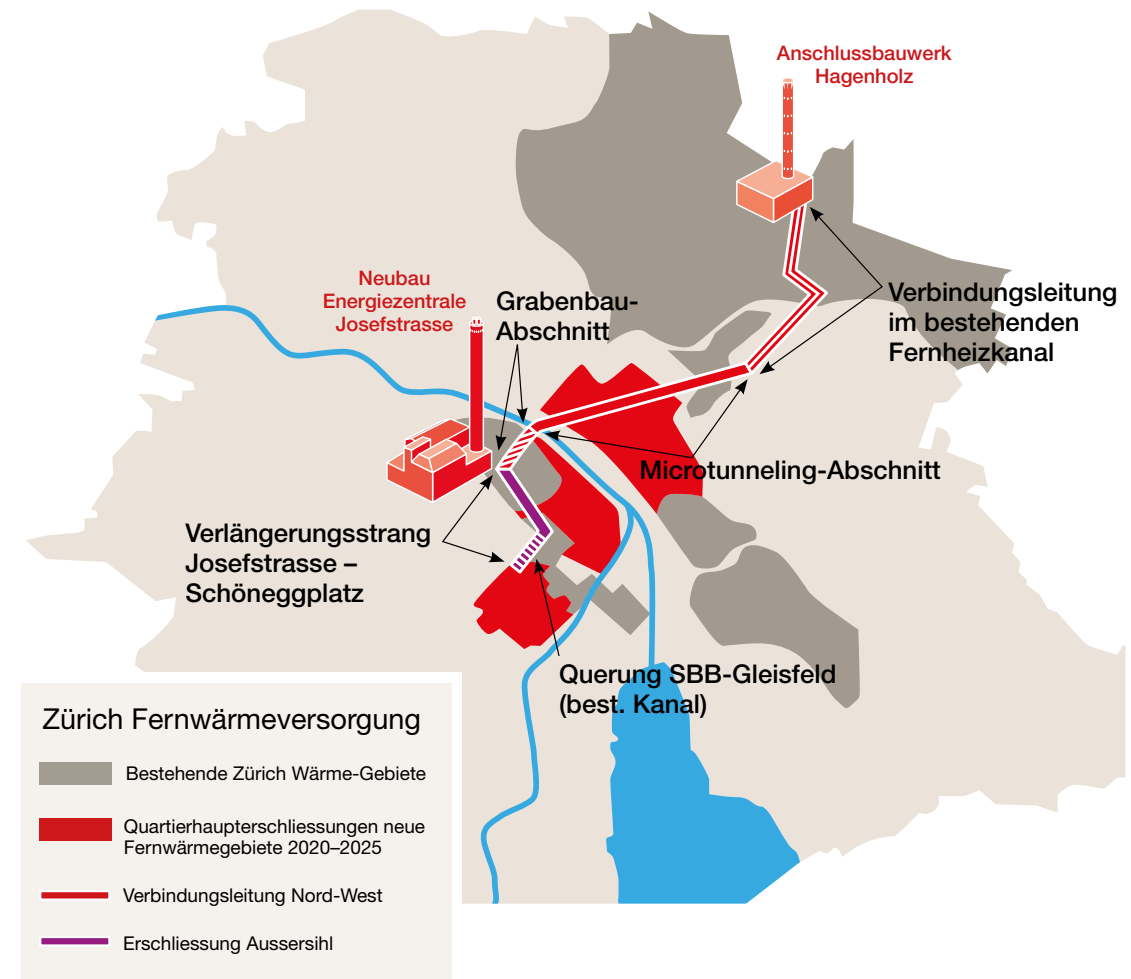 Anschlussbauwerk
Hagenholz
Neubau
Energiezentrale
Josefstrasse
Grabenbau-
Abschnitt
Verbindungsleitung
im bestehenden
Fernheizkanal
Microtunneling-Abschnitt
Verlängerungsstrang
Josefstrasse –
Schöneggplatz
Querung SBB-Gleisfeld
(best. Kanal)
Zürich Fernwärmeversorgung
Bestehende Zürich Wärme-Gebiete
Quartierhaupterschliessungen neue
Fernwärmegebiete 2020–2025
Verbindungsleitung Nord-West
Erschliessung Aussersihl